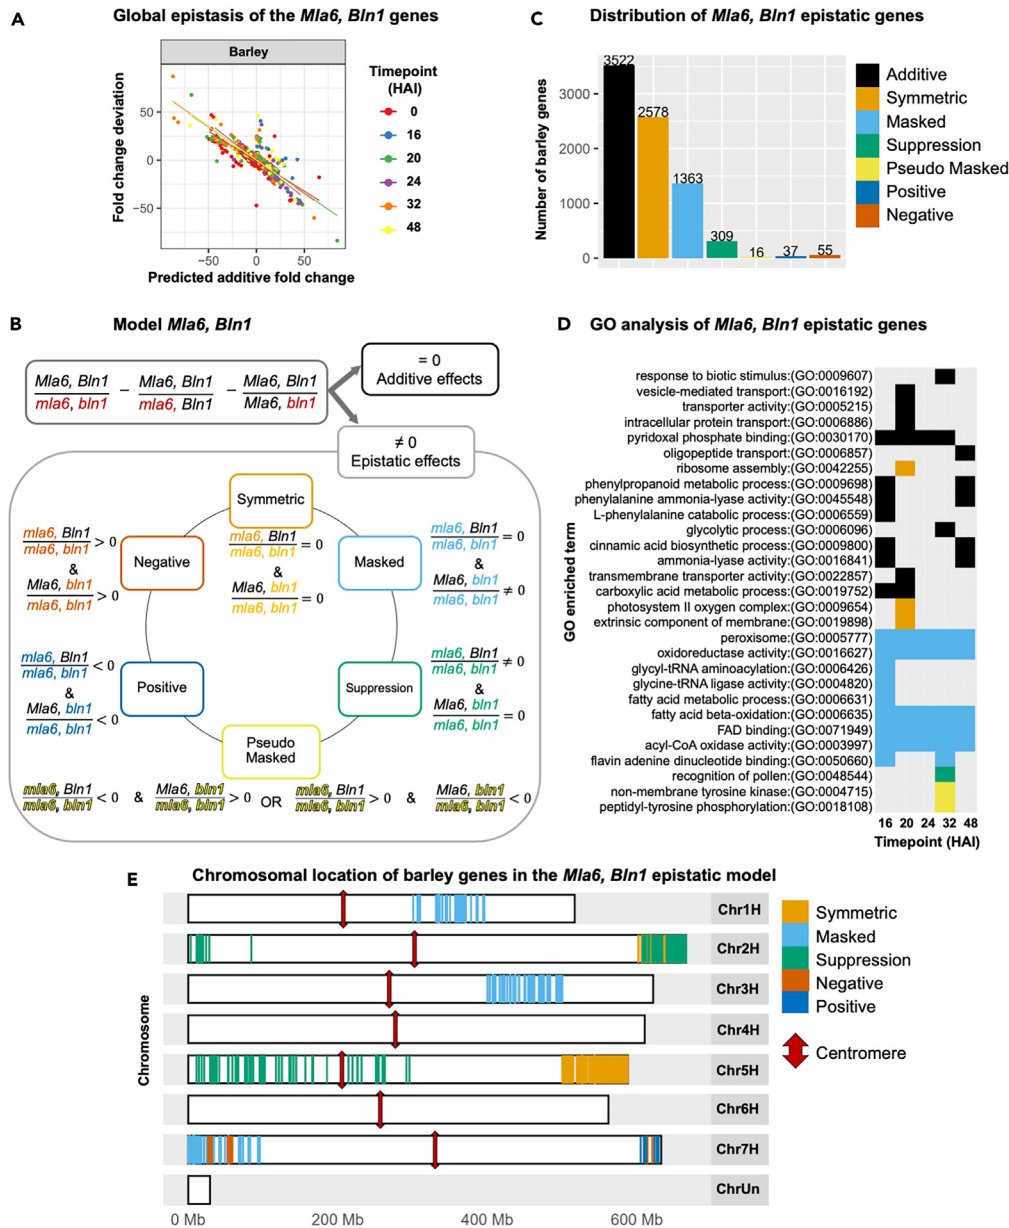 A
Global epistasis of the Mla6, Bln1 genes
Barley
Fold change deviation
50
0
−50
−50
0
50
Predicted additive fold change
Timepoint
(HAI)
0
16
20
24
32
48
C
Distribution of Mla6, Bln1 epistatic genes
Number of barley genes
3000
2000
1000
0
3522
2578
1363
309
16
37
55
Additive
Symmetric
Masked
Suppression
Pseudo Masked
Positive
Negative
B
Model Mla6, Bln1
Mla6, Bln1
mla6, bln1
−
Mla6, Bln1
mla6, Bln1
−
Mla6, Bln1
Mla6, bln1
= 0
Additive effects
≠ 0
Epistatic effects
Symmetric
mla6, Bln1
mla6, bln1
= 0
&
Mla6, bln1
mla6, bln1
= 0
Negative
mla6, Bln1
mla6, bln1
> 0
&
Mla6, bln1
mla6, bln1
> 0
Masked
mla6, Bln1
mla6, bln1
= 0
&
Mla6, bln1
mla6, bln1
≠ 0
Positive
mla6, Bln1
mla6, bln1
< 0
&
Mla6, bln1
mla6, bln1
< 0
Suppression
mla6, Bln1
mla6, bln1
≠ 0
&
Mla6, bln1
mla6, bln1
= 0
Pseudo
Masked
mla6, Bln1
mla6, bln1
< 0
&
Mla6, bln1
mla6, bln1
> 0
OR
mla6, Bln1
mla6, bln1
> 0
&
Mla6, bln1
mla6, bln1
< 0
D
GO analysis of Mla6, Bln1 epistatic genes
GO enriched term
response to biotic stimulus:(GO:0009607)
vesicle-mediated transport:(GO:0016192)
transporter activity:(GO:0005215)
intracellular protein transport:(GO:0006886)
pyridoxal phosphate binding:(GO:0030170)
oligopeptide transport:(GO:0006857)
ribosome assembly:(GO:0042255)
phenylpropanoid metabolic process:(GO:0009698)
phenylalanine ammonia-lyase activity:(GO:0045548)
L-phenylalanine catabolic process:(GO:0006559)
glycolytic process:(GO:0006096)
cinnamic acid biosynthetic process:(GO:0009800)
ammonia-lyase activity:(GO:0016841)
transmembrane transporter activity:(GO:0022857)
carboxylic acid metabolic process:(GO:0019752)
photosystem II oxygen complex:(GO:0009654)
extrinsic component of membrane:(GO:0019898)
peroxisome:(GO:0005777)
oxidoreductase activity:(GO:0016627)
glycyl-tRNA aminoacylation:(GO:0006426)
glycine-tRNA ligase activity:(GO:0004820)
fatty acid metabolic process:(GO:0006631)
fatty acid beta-oxidation:(GO:0006635)
FAD binding:(GO:0071949)
acyl-CoA oxidase activity:(GO:0003997)
flavin adenine dinucleotide binding:(GO:0050660)
recognition of pollen:(GO:0048544)
non-membrane tyrosine kinase:(GO:0004715)
peptidyl-tyrosine phosphorylation:(GO:0018108)
16 20 24 32 48
Timepoint (HAI)
E
Chromosomal location of barley genes in the Mla6, Bln1 epistatic model
Chromosome
Chr1H
Chr2H
Chr3H
Chr4H
Chr5H
Chr6H
Chr7H
ChrUn
0 Mb
200 Mb
400 Mb
600 Mb
Symmetric
Masked
Suppression
Negative
Positive
Centromere